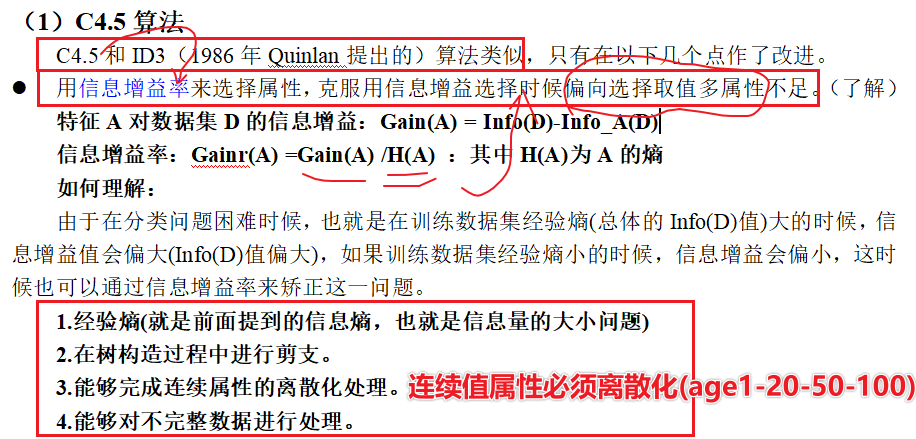 （1）C4.5 算法
C4.5 和 ID3（1986 年 Quinlan 提出的）算法类似，只有在以下几个点作了改进。
● 用信息增益率来选择属性，克服用信息增益选择时候偏向选择取值多属性不足。（了解）
特征 A 对数据集 D 的信息增益：Gain(A) = Info(D)-Info_A(D)
信息增益率：Gainr(A) =Gain(A) /H(A) ：其中 H(A)为 A 的熵
如何理解：
由于在分类问题困难时候，也就是在训练数据集经验熵(总体的 Info(D)值)大的时候，信
息增益值会偏大(Info(D)值偏大)，如果训练数据集经验熵小的时候，信息增益会偏小，这时
候也可以通过信息增益率来矫正这一问题。
1.经验熵(就是前面提到的信息熵，也就是信息量的大小问题)
2.在树构造过程中进行剪支。
3.能够完成连续属性的离散化处理。连续值属性必须离散化(age1-20-50-100)
4.能够对不完整数据进行处理。